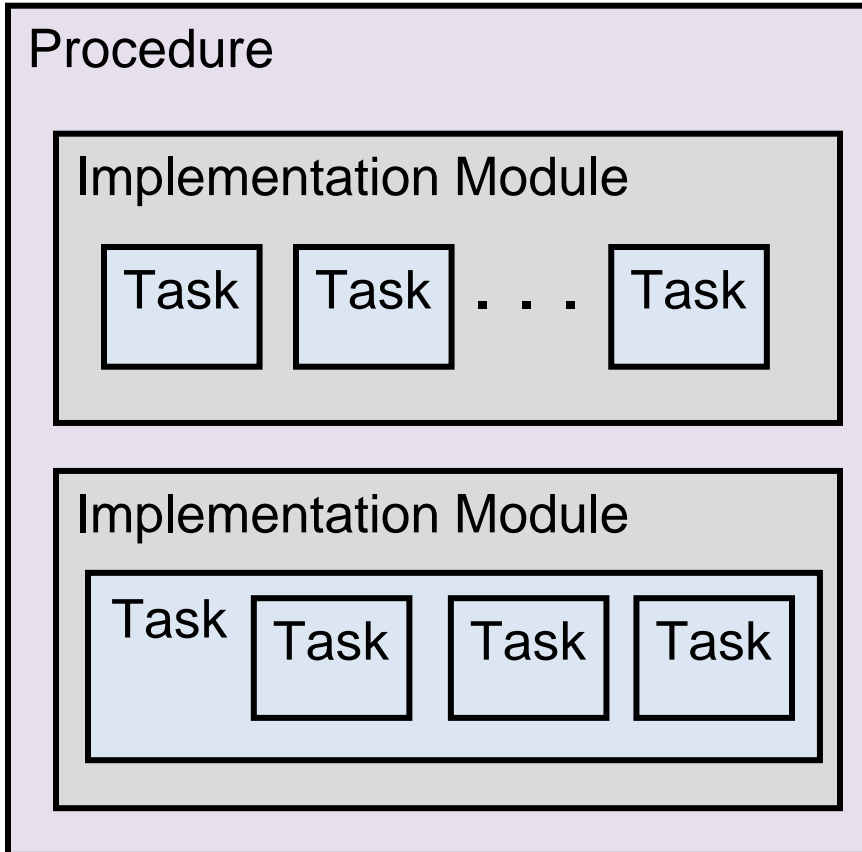 Procedure
Implementation Module
Task Task . . . Task
Implementation Module
Task Task Task Task